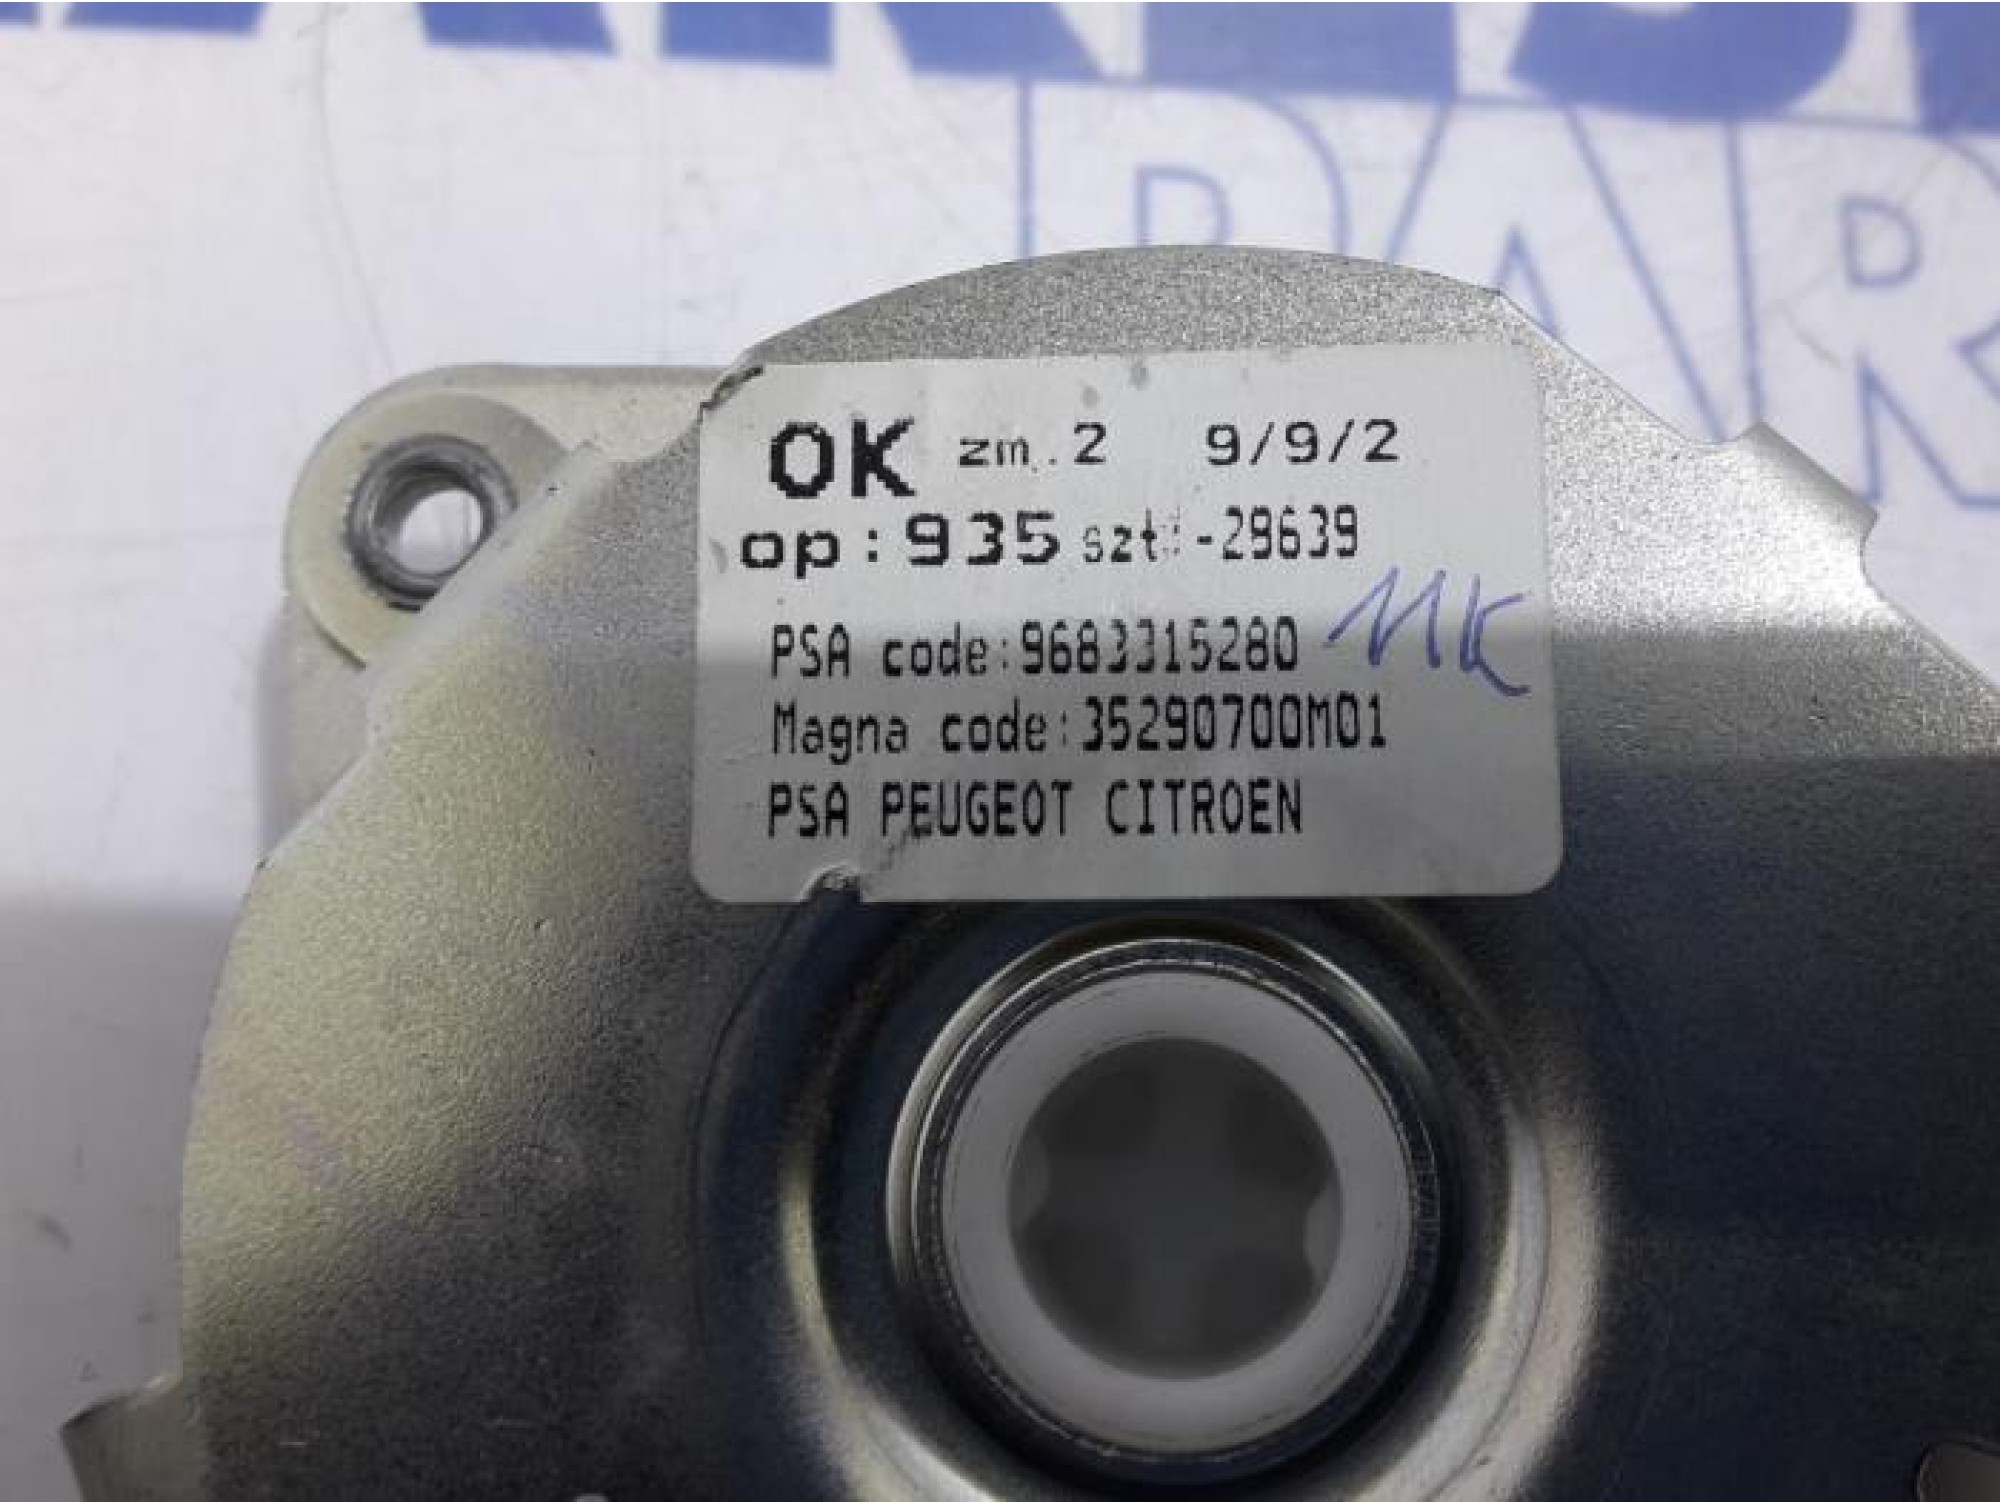 OK zm. 2 9/9/2
op:935 szt:-29639
PSA code:9683315280
Magna code:35290700M01
PSA PEUGEOT CITROEN